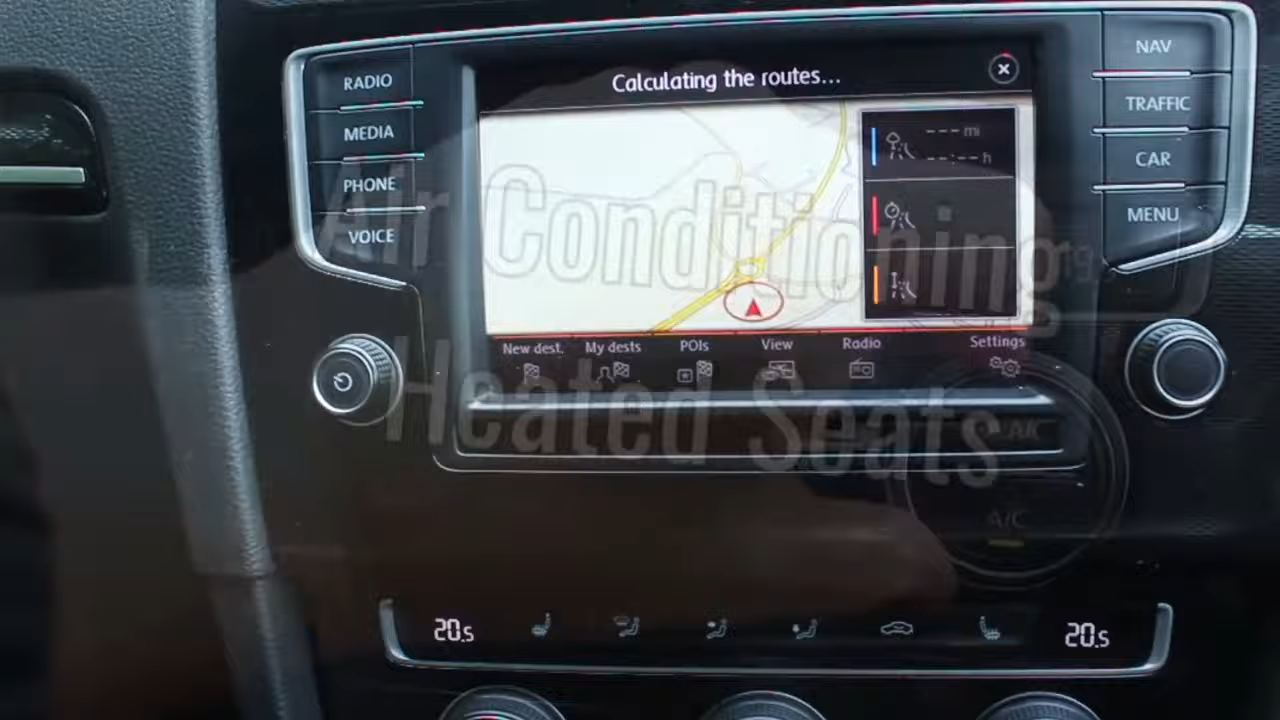 RADIO
MEDIA
PHONE
VOICE
Calculating the routes...
--- mi
--:-- h
NAV
TRAFFIC
CAR
MENU
Air Conditioning
Heated Seats
New dest.
My dests
POIs
View
Radio
Settings
A/C
20.5
20.5